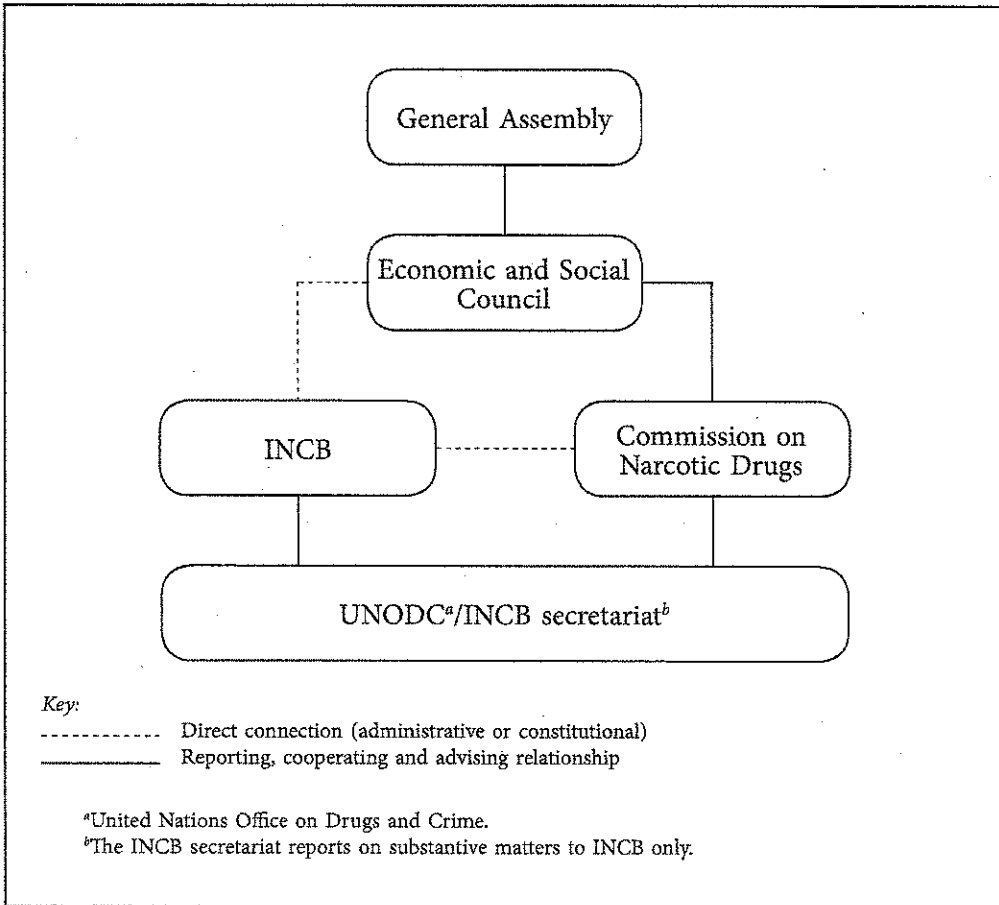 General Assembly
Economic and Social
Council
INCB
Commission on
Narcotic Drugs
UNODCᵃ/INCB secretariatᵇ
Key:
Direct connection (administrative or constitutional)
Reporting, cooperating and advising relationship
ᵃUnited Nations Office on Drugs and Crime.
ᵇThe INCB secretariat reports on substantive matters to INCB only.